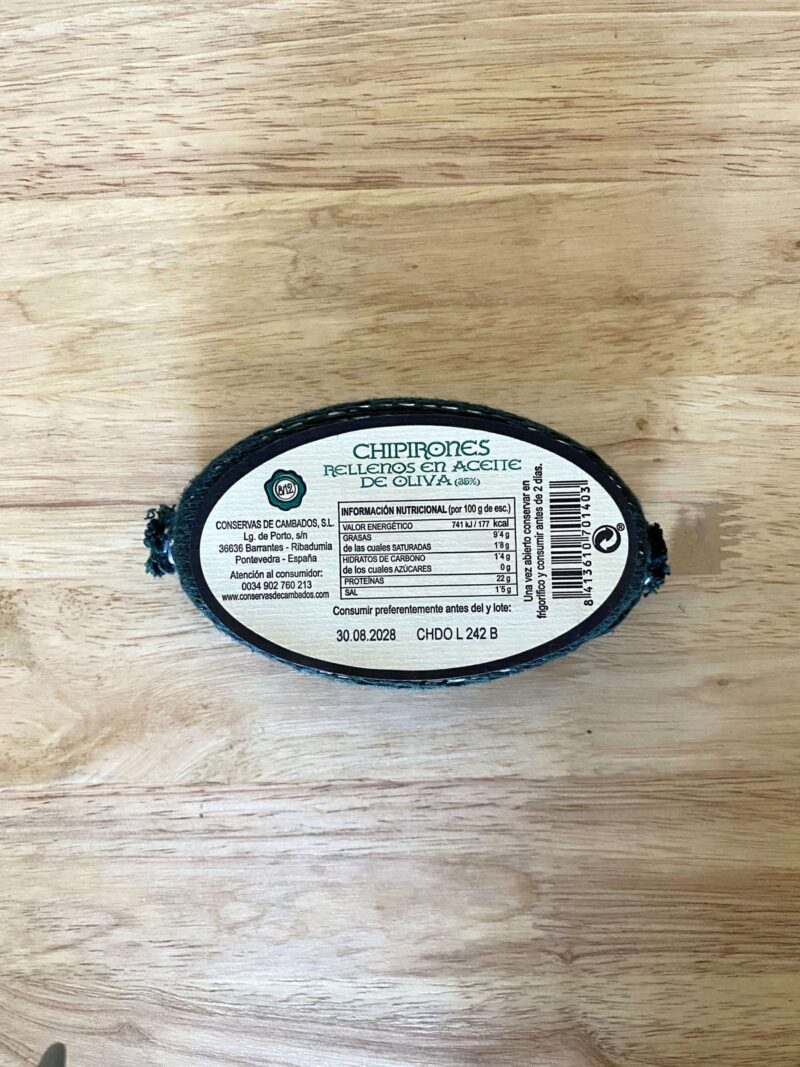 CHIPIRONES
RELLENOS EN ACEITE
DE OLIVA (35%)
CONSERVAS DE CAMBADOS, S.L.
Lg. de Porto, s/n
36636 Barrantes - Ribadumia
Pontevedra - España
Atención al consumidor:
0034 902 760 213
www.conservasdecambados.com
INFORMACIÓN NUTRICIONAL (por 100 g de esc.)
VALOR ENERGÉTICO 741 kJ / 177 kcal
GRASAS 9'4 g
de las cuales SATURADAS 1'8 g
HIDRATOS DE CARBONO 1'4 g
de los cuales AZÚCARES 0 g
PROTEÍNAS 22 g
SAL 1'5 g
Consumir preferentemente antes del y lote:
30.08.2028 CHDO L 242 B
Una vez abierto conservar en
frigorífico y consumir antes de 2 días.
8 413610 701403